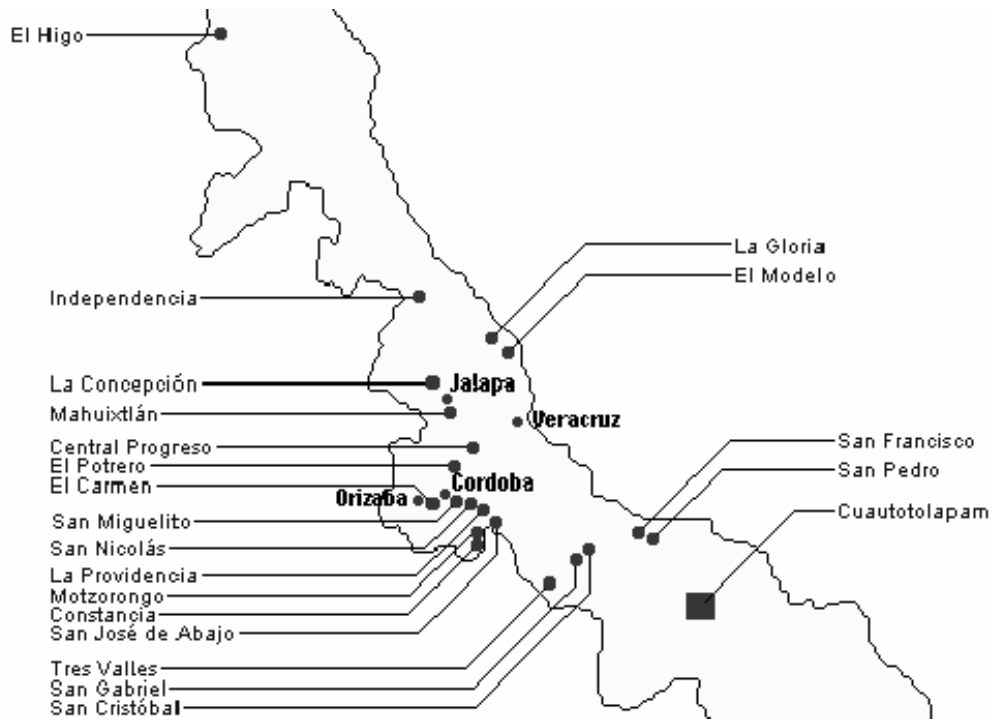 El Higo
La Gloria
El Modelo
Independencia
La Concepción
Jalapa
Mahuixtlán
Veracruz
Central Progreso
El Potrero
El Carmen
Cordoba
Orizaba
San Francisco
San Pedro
Cuautotolapam
San Miguelito
San Nicolás
La Providencia
Motzorongo
Constancia
San José de Abajo
Tres Valles
San Gabriel
San Cristóbal